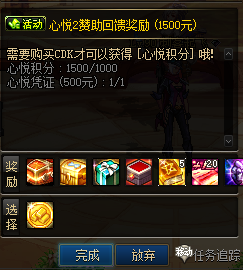 活动 心悦2赞助回馈奖励 (1500元)
需要购买CDK才可以获得 [心悦积分] 哦!
心悦积分 : 1500/1000
心悦凭证 (500元) : 1/1
奖励
5
20
选择
完成
放弃
移动
任务追踪